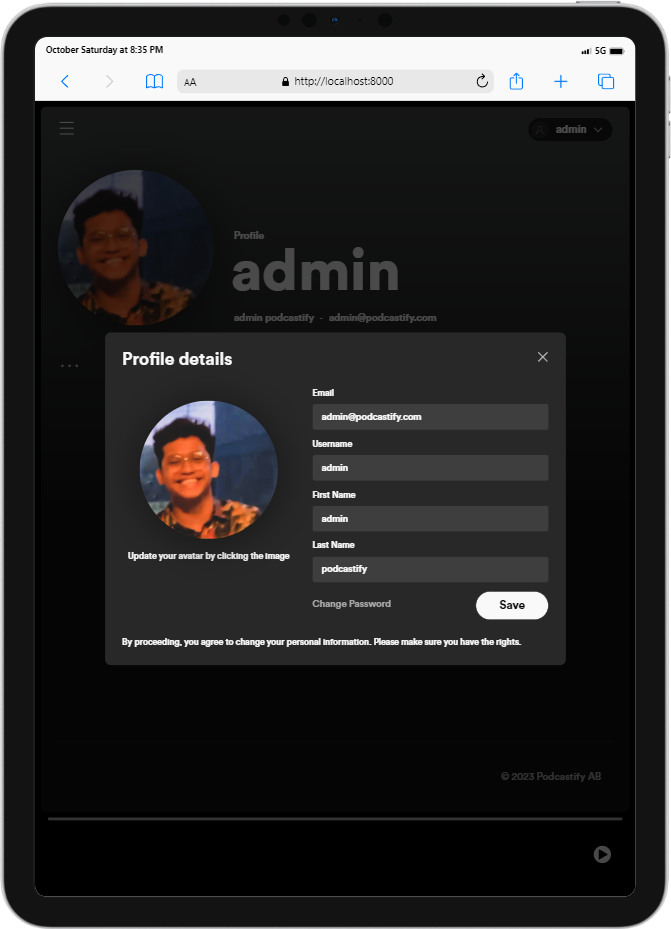 October Saturday at 8:35 PM
5G
AA
http://localhost:8000
admin
Profile
admin
admin podcastify - admin@podcastify.com
Profile details
Email
admin@podcastify.com
Username
admin
First Name
admin
Last Name
podcastify
Update your avatar by clicking the image
Change Password
Save
By proceeding, you agree to change your personal information. Please make sure you have the rights.
© 2023 Podcastify AB